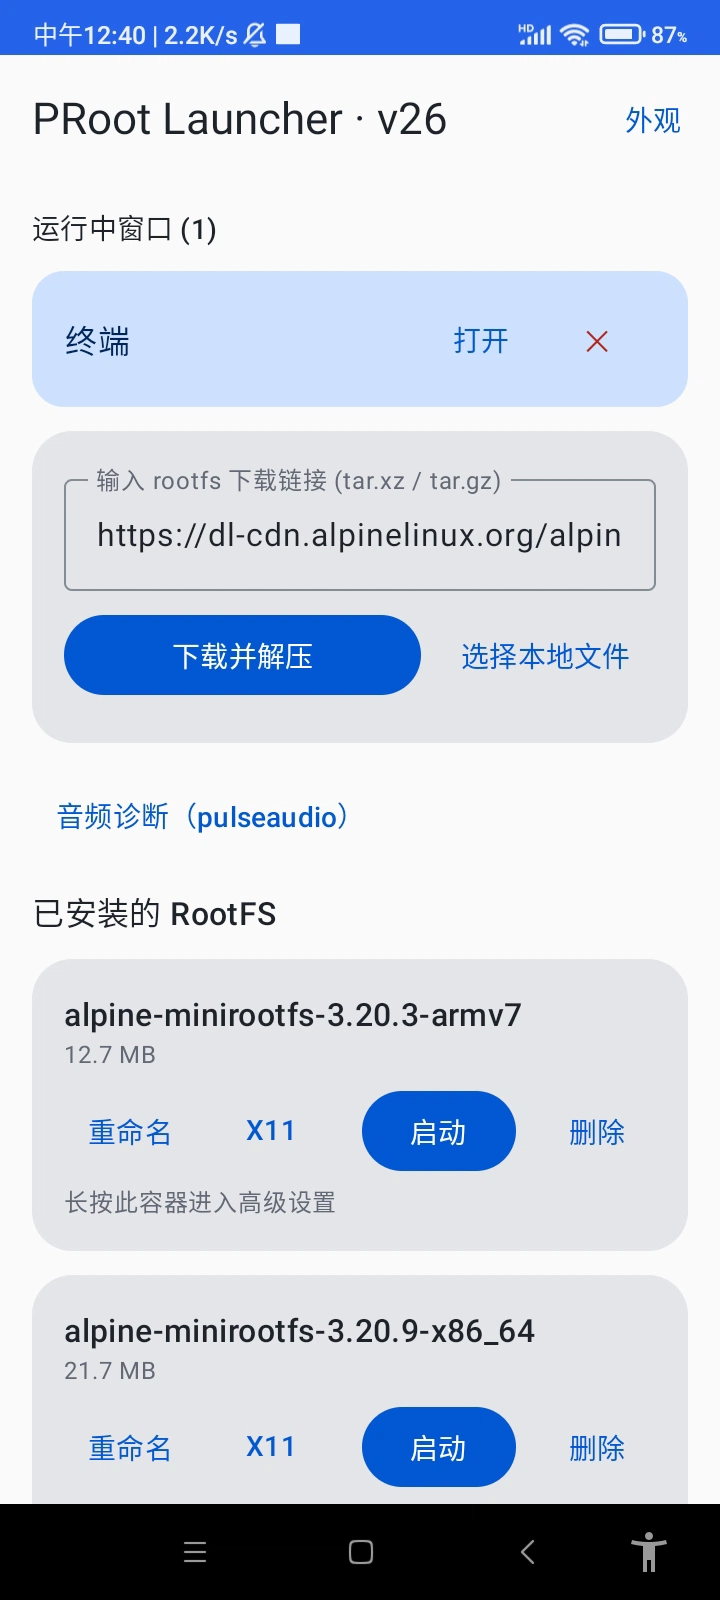 中午12:40 | 2.2K/s HD 87%
PRoot Launcher · v26 外观
运行中窗口 (1)
终端 打开
输入 rootfs 下载链接 (tar.xz / tar.gz)
https://dl-cdn.alpinelinux.org/alpin
下载并解压 选择本地文件
音频诊断（pulseaudio）
已安装的 RootFS
alpine-minirootfs-3.20.3-armv7
12.7 MB
重命名 X11 启动 删除
长按此容器进入高级设置
alpine-minirootfs-3.20.9-x86_64
21.7 MB
重命名 X11 启动 删除